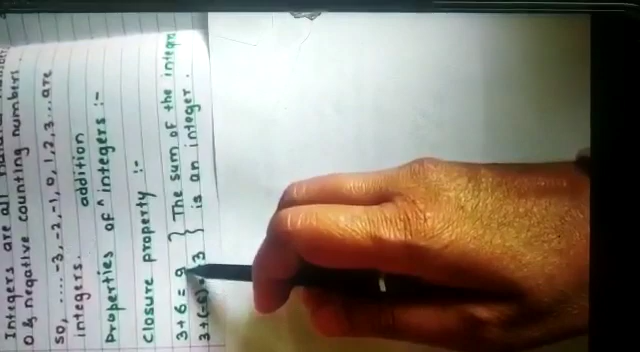 Integers are all
0 & negative counting numbers.
so, .... -3, -2, -1, 0, 1, 2, 3... are
integers.
addition
Properties of ^ integers :-
Closure property :-
3+6 = 9 } The sum of the integers
3+(-6) = -3 } is an integer.